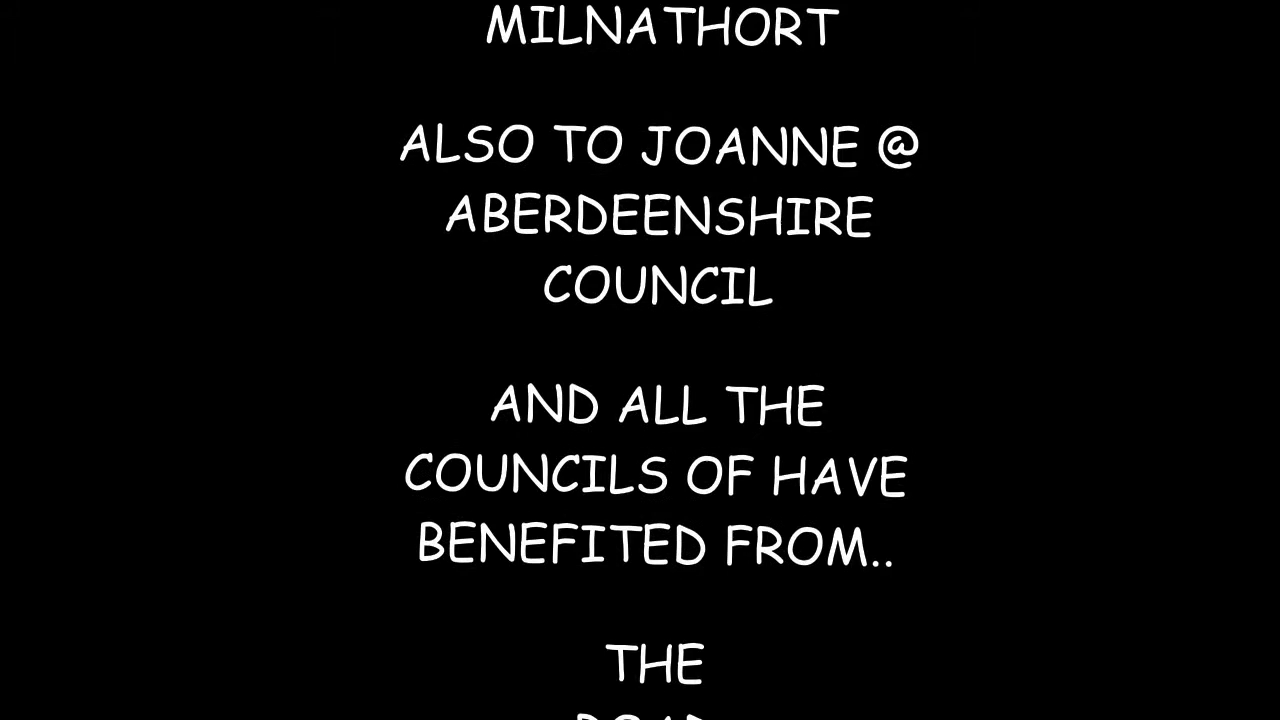 MILNATHORT
ALSO TO JOANNE @
ABERDEENSHIRE
COUNCIL
AND ALL THE
COUNCILS OF HAVE
BENEFITED FROM..
THE